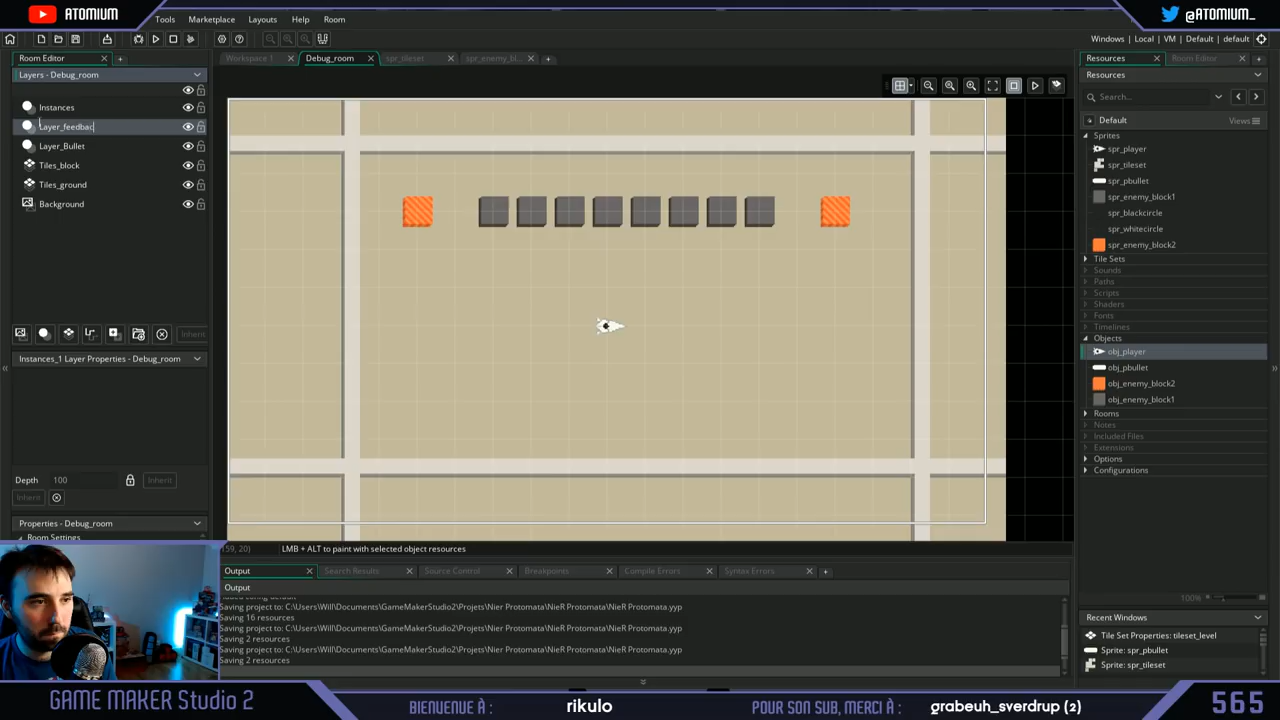 ATOMIUM
@ATOMIUM_
Tools Marketplace Layouts Help Room
Windows | Local | VM | Default | default
Room Editor
Workspace 1 Debug_room spr_tileset spr_enemy_bl...
Resources Room Editor
Layers - Debug_room
Resources
Search...
Instances
Layer_feedbac
Layer_Bullet
Tiles_block
Tiles_ground
Background
Inherit
Instances_1 Layer Properties - Debug_room
Depth 100 Inherit
Inherit
Properties - Debug_room
Room Settings
Default Views
Sprites
spr_player
spr_tileset
spr_pbullet
spr_enemy_block1
spr_blackcircle
spr_whitecircle
spr_enemy_block2
Tile Sets
Sounds
Paths
Scripts
Shaders
Fonts
Timelines
Objects
obj_player
obj_pbullet
obj_enemy_block2
obj_enemy_block1
Rooms
Notes
Included Files
Extensions
Options
Configurations
100%
Recent Windows
Tile Set Properties: tileset_level
Sprite: spr_pbullet
Sprite: spr_tileset
159, 20) LMB + ALT to paint with selected object resources
Output Search Results Source Control Breakpoints Compile Errors Syntax Errors
Output
Saving project to: C:\Users\Will\Documents\GameMakerStudio2\Projets\Nier Protomata\NieR Protomata.yyp
Saving 16 resources
Saving project to: C:\Users\Will\Documents\GameMakerStudio2\Projets\Nier Protomata\NieR Protomata.yyp
Saving 2 resources
Saving project to: C:\Users\Will\Documents\GameMakerStudio2\Projets\Nier Protomata\NieR Protomata.yyp
Saving 2 resources
GAME MAKER Studio 2
BIENVENUE À : rikulo
POUR SON SUB, MERCI À : grabeuh_sverdrup (2)
565